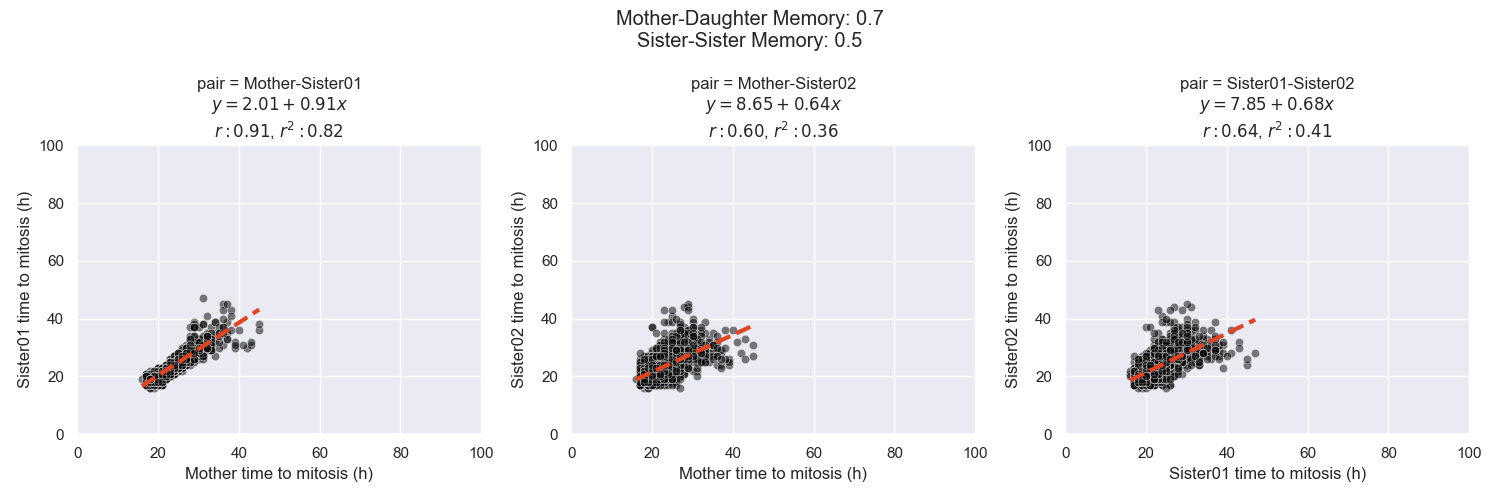 Mother-Daughter Memory: 0.7
Sister-Sister Memory: 0.5
pair = Mother-Sister01
y = 2.01 + 0.91x
r : 0.91, r² : 0.82
100
80
60
40
20
0
0 20 40 60 80 100
Sister01 time to mitosis (h)
Mother time to mitosis (h)
pair = Mother-Sister02
y = 8.65 + 0.64x
r : 0.60, r² : 0.36
100
80
60
40
20
0
0 20 40 60 80 100
Sister02 time to mitosis (h)
Mother time to mitosis (h)
pair = Sister01-Sister02
y = 7.85 + 0.68x
r : 0.64, r² : 0.41
100
80
60
40
20
0
0 20 40 60 80 100
Sister02 time to mitosis (h)
Sister01 time to mitosis (h)